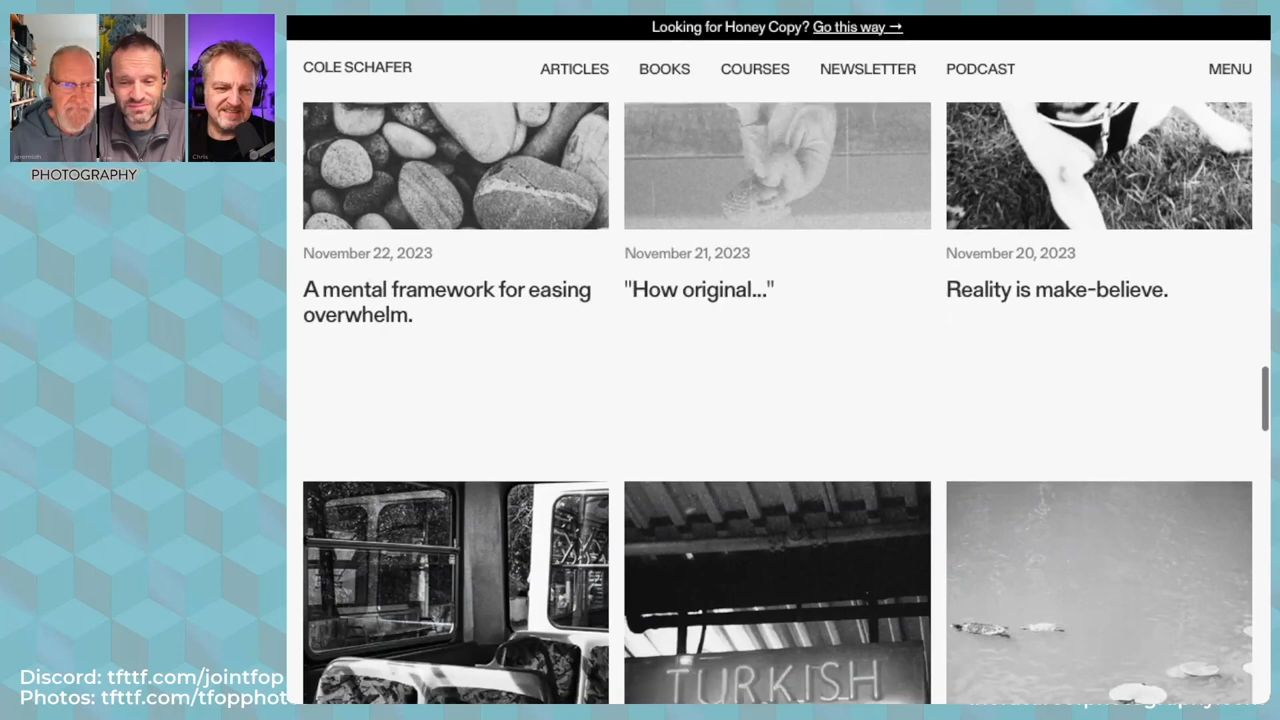 Looking for Honey Copy? Go this way →
COLE SCHAFER
ARTICLES
BOOKS
COURSES
NEWSLETTER
PODCAST
MENU
Chris
PHOTOGRAPHY
November 22, 2023
November 21, 2023
November 20, 2023
A mental framework for easing
overwhelm.
"How original..."
Reality is make-believe.
TURKISH
Discord: tfttf.com/jointfop
Photos: tfttf.com/tfopphot